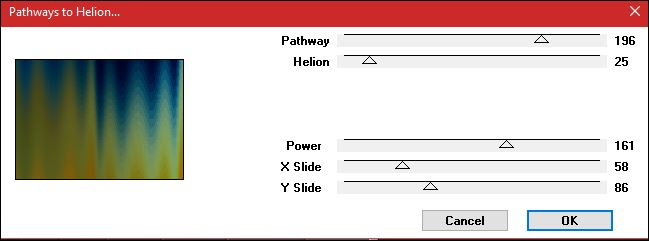 Pathways to Helion...
Pathway 196
Helion 25
Power 161
X Slide 58
Y Slide 86
Cancel OK